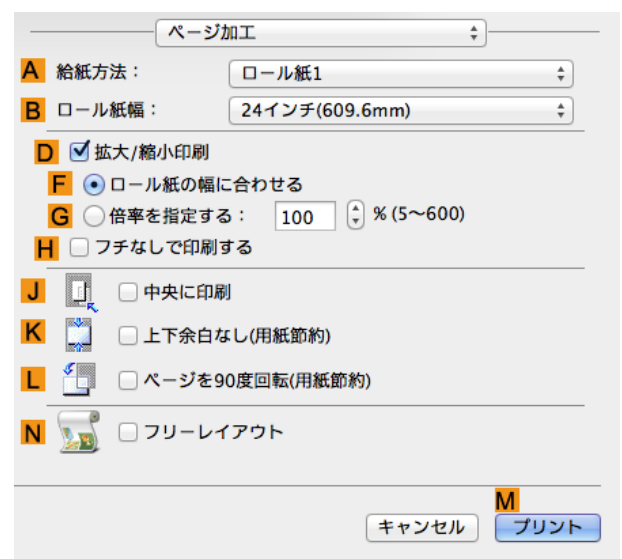 ページ加工
A 給紙方法： ロール紙1
B ロール紙幅： 24インチ(609.6mm)
D 拡大/縮小印刷
F ロール紙の幅に合わせる
G 倍率を指定する： 100 % (5～600)
H フチなしで印刷する
J 中央に印刷
K 上下余白なし(用紙節約)
L ページを90度回転(用紙節約)
N フリーレイアウト
M
キャンセル プリント